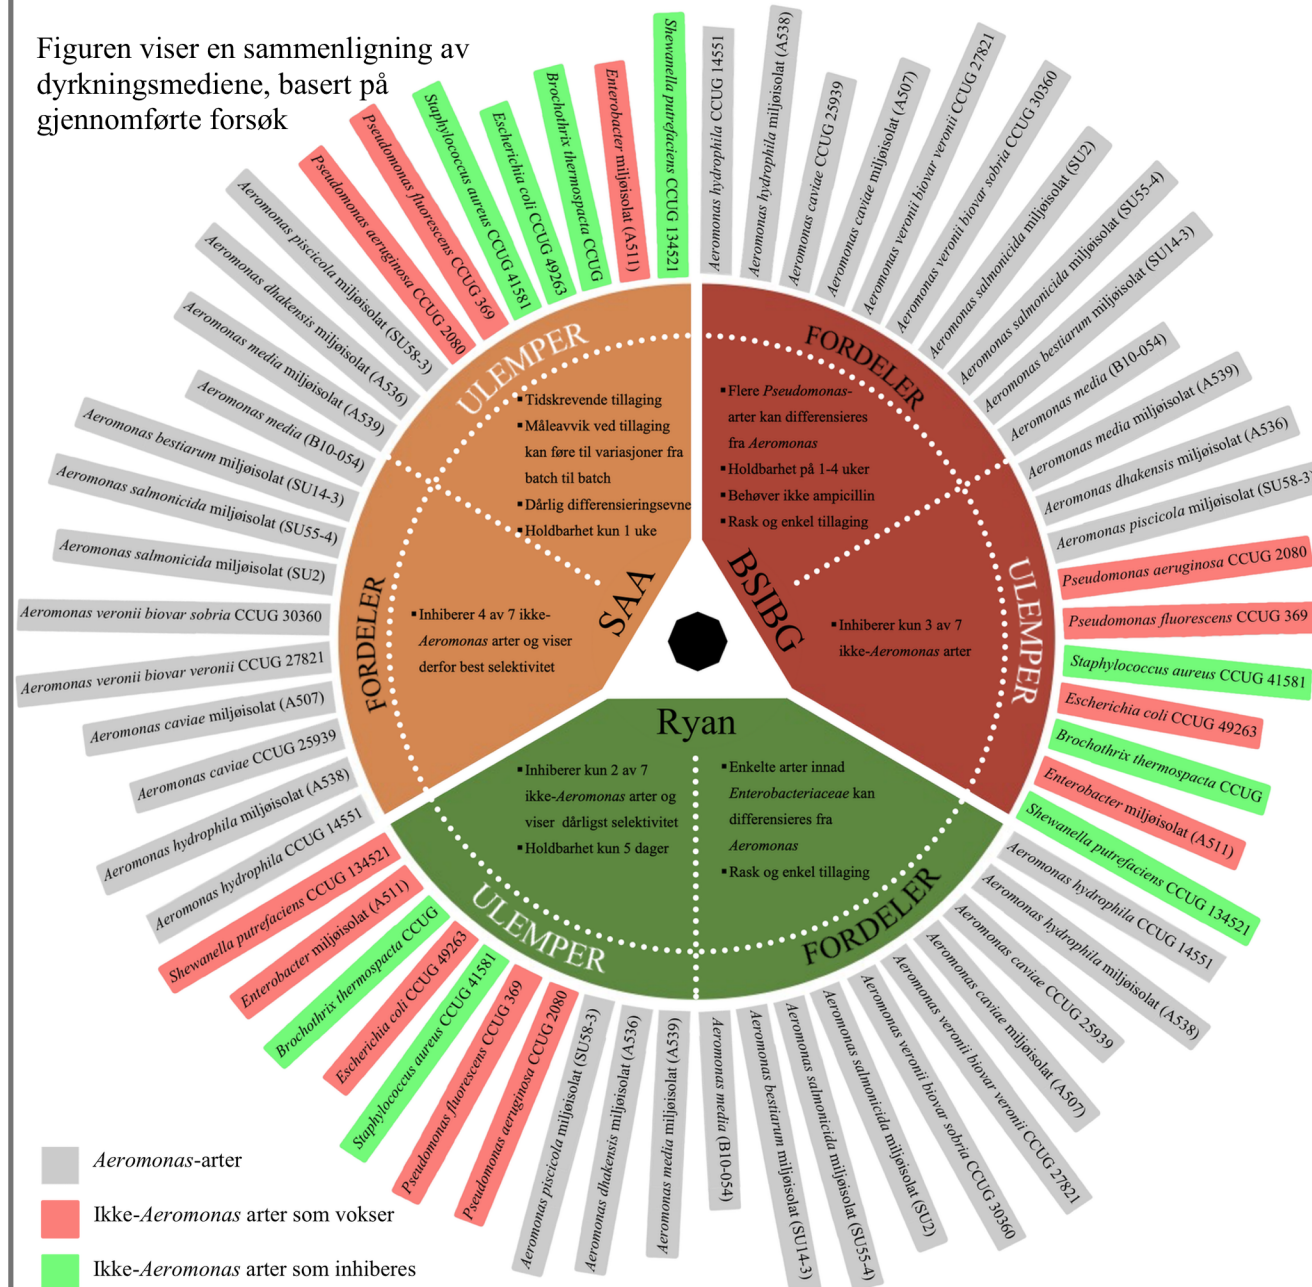 Figuren viser en sammenligning av
dyrkningsmediene, basert på
gjennomførte forsøk
Aeromonas hydrophila CCUG 14551
Aeromonas hydrophila miljøisolat (A538)
Aeromonas caviae CCUG 25939
Aeromonas caviae miljøisolat (A507)
Aeromonas veronii biovar veronii CCUG 27821
Aeromonas veronii biovar sobria CCUG 30360
Aeromonas salmonicida miljøisolat (SU2)
Aeromonas salmonicida miljøisolat (SU55-4)
Aeromonas bestiarum miljøisolat (SU14-3)
Aeromonas media (B10-054)
Aeromonas media miljøisolat (A539)
Aeromonas dhakensis miljøisolat (A536)
Aeromonas piscicola miljøisolat (SU58-3)
Pseudomonas aeruginosa CCUG 2080
Pseudomonas fluorescens CCUG 369
Staphylococcus aureus CCUG 41581
Escherichia coli CCUG 49263
Brochothrix thermospacta CCUG
Enterobacter miljøisolat (A511)
Shewanella putrefaciens CCUG 134521
Aeromonas hydrophila CCUG 14551
Aeromonas hydrophila miljøisolat (A538)
Aeromonas caviae CCUG 25939
Aeromonas caviae miljøisolat (A507)
Aeromonas veronii biovar veronii CCUG 27821
Aeromonas veronii biovar sobria CCUG 30360
Aeromonas salmonicida miljøisolat (SU2)
Aeromonas salmonicida miljøisolat (SU55-4)
Aeromonas bestiarum miljøisolat (SU14-3)
Aeromonas media (B10-054)
Aeromonas media miljøisolat (A539)
Aeromonas dhakensis miljøisolat (A536)
Aeromonas piscicola miljøisolat (SU58-3)
Pseudomonas aeruginosa CCUG 2080
Pseudomonas fluorescens CCUG 369
Staphylococcus aureus CCUG 41581
Escherichia coli CCUG 49263
Brochothrix thermospacta CCUG
Enterobacter miljøisolat (A511)
Shewanella putrefaciens CCUG 134521
Aeromonas hydrophila CCUG 14551
Aeromonas hydrophila miljøisolat (A538)
Aeromonas caviae CCUG 25939
Aeromonas caviae miljøisolat (A507)
Aeromonas veronii biovar veronii CCUG 27821
Aeromonas veronii biovar sobria CCUG 30360
Aeromonas salmonicida miljøisolat (SU2)
Aeromonas salmonicida miljøisolat (SU55-4)
Aeromonas bestiarum miljøisolat (SU14-3)
Aeromonas media (B10-054)
Aeromonas media miljøisolat (A539)
Aeromonas dhakensis miljøisolat (A536)
Aeromonas piscicola miljøisolat (SU58-3)
Pseudomonas aeruginosa CCUG 2080
Pseudomonas fluorescens CCUG 369
Staphylococcus aureus CCUG 41581
Escherichia coli CCUG 49263
Brochothrix thermospacta CCUG
Enterobacter miljøisolat (A511)
Shewanella putrefaciens CCUG 134521
ULEMPER
▪Tidskrevende tillaging
▪Måleavvik ved tillaging
kan føre til variasjoner fra
batch til batch
▪Dårlig differensieringsevne
▪Holdbarhet kun 1 uke
FORDELER
▪Inhiberer 4 av 7 ikke-
Aeromonas arter og viser
derfor best selektivitet
SAA
FORDELER
▪Flere Pseudomonas-
arter kan differensieres
fra Aeromonas
▪Holdbarhet på 1-4 uker
▪Behøver ikke ampicillin
▪Rask og enkel tillaging
BSIBG
ULEMPER
▪Inhiberer kun 3 av 7
ikke-Aeromonas arter
Ryan
▪Inhiberer kun 2 av 7
ikke-Aeromonas arter og
viser dårligst selektivitet
▪Holdbarhet kun 5 dager
ULEMPER
▪Enkelte arter innad
Enterobacteriaceae kan
differensieres fra
Aeromonas
▪Rask og enkel tillaging
FORDELER
Aeromonas-arter
Ikke-Aeromonas arter som vokser
Ikke-Aeromonas arter som inhiberes